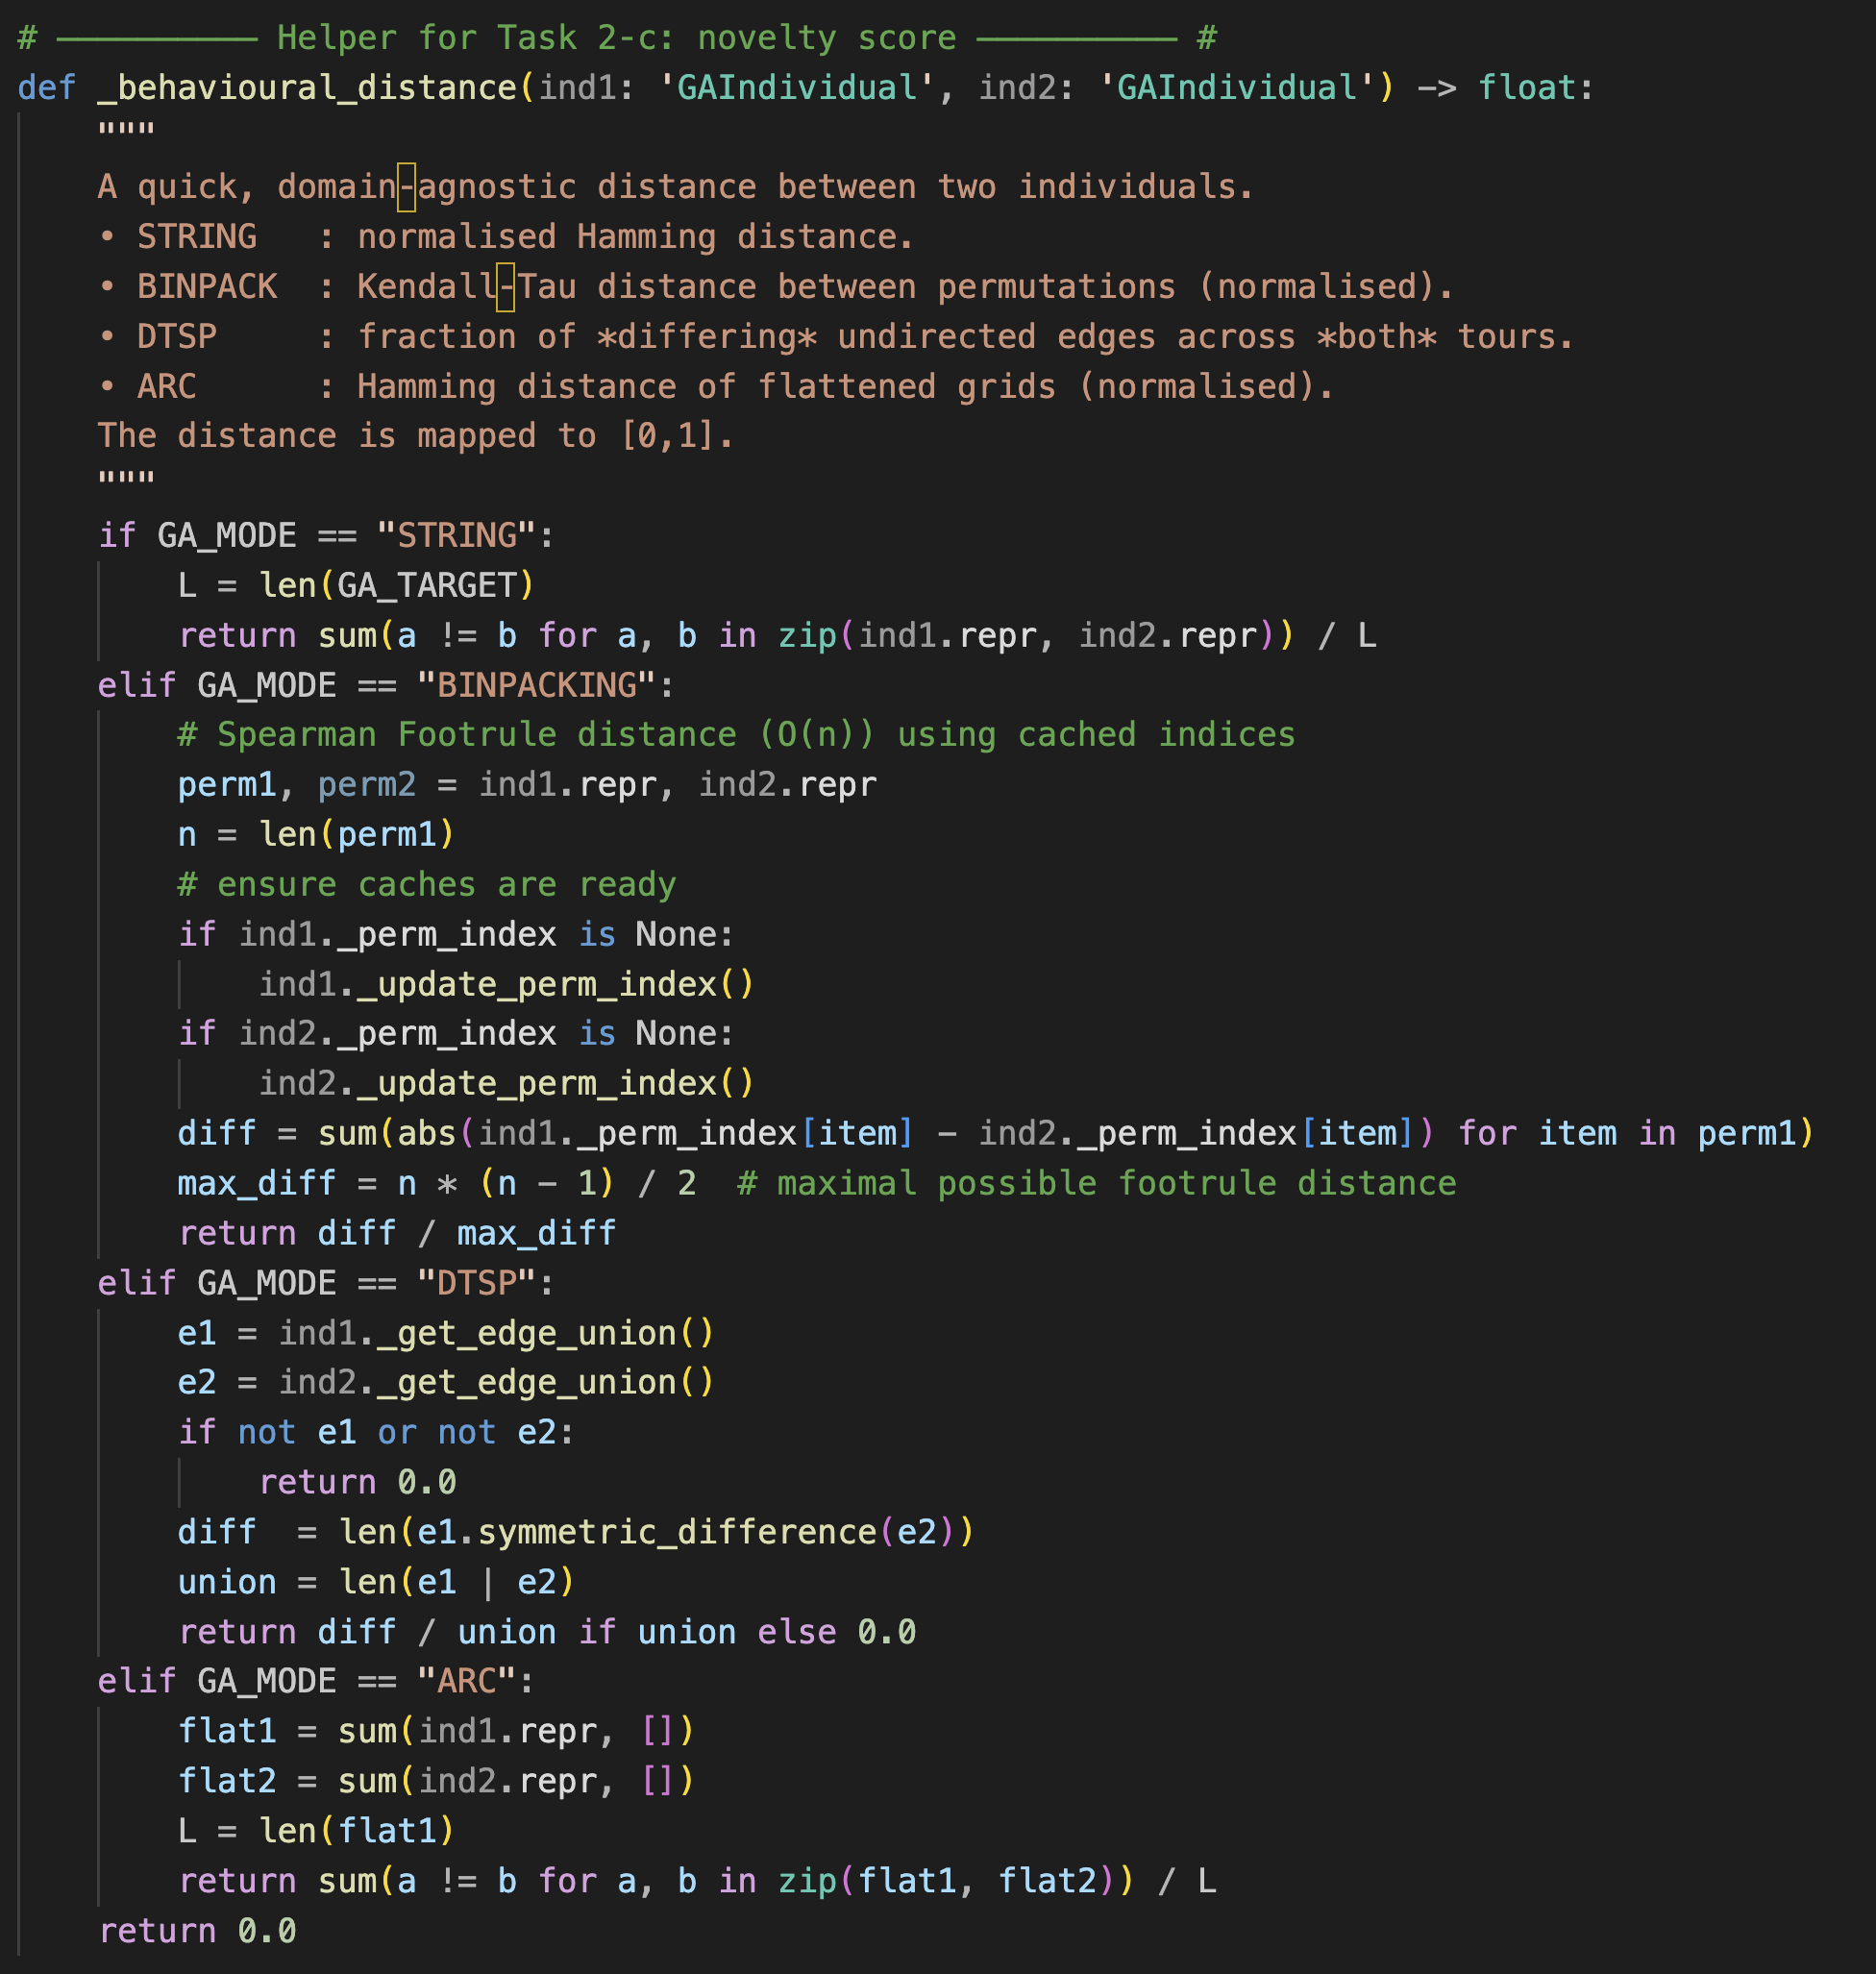 # ────────── Helper for Task 2-c: novelty score ────────── #
def _behavioural_distance(ind1: 'GAIndividual', ind2: 'GAIndividual') -> float:
    """
    A quick, domain‑agnostic distance between two individuals.
    • STRING   : normalised Hamming distance.
    • BINPACK  : Kendall‑Tau distance between permutations (normalised).
    • DTSP     : fraction of *differing* undirected edges across *both* tours.
    • ARC      : Hamming distance of flattened grids (normalised).
    The distance is mapped to [0,1].
    """
    if GA_MODE == "STRING":
        L = len(GA_TARGET)
        return sum(a != b for a, b in zip(ind1.repr, ind2.repr)) / L
    elif GA_MODE == "BINPACKING":
        # Spearman Footrule distance (O(n)) using cached indices
        perm1, perm2 = ind1.repr, ind2.repr
        n = len(perm1)
        # ensure caches are ready
        if ind1._perm_index is None:
            ind1._update_perm_index()
        if ind2._perm_index is None:
            ind2._update_perm_index()
        diff = sum(abs(ind1._perm_index[item] - ind2._perm_index[item]) for item in perm1)
        max_diff = n * (n - 1) / 2  # maximal possible footrule distance
        return diff / max_diff
    elif GA_MODE == "DTSP":
        e1 = ind1._get_edge_union()
        e2 = ind2._get_edge_union()
        if not e1 or not e2:
            return 0.0
        diff  = len(e1.symmetric_difference(e2))
        union = len(e1 | e2)
        return diff / union if union else 0.0
    elif GA_MODE == "ARC":
        flat1 = sum(ind1.repr, [])
        flat2 = sum(ind2.repr, [])
        L = len(flat1)
        return sum(a != b for a, b in zip(flat1, flat2)) / L
    return 0.0